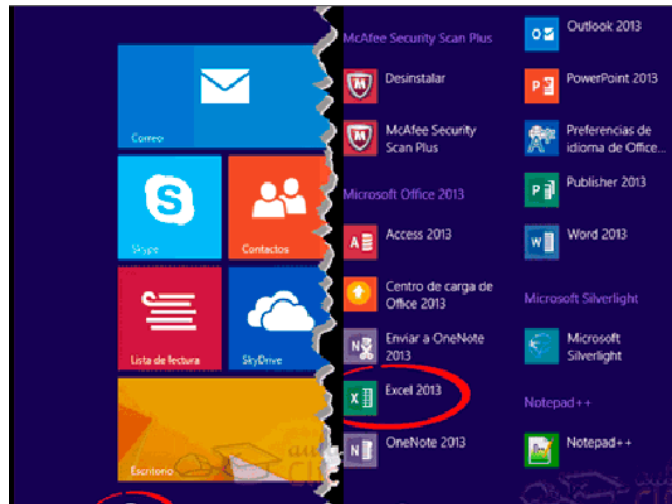 Correo
Skype
Contactos
Lista de lectura
SkyDrive
Escritorio
McAfee Security Scan Plus
Desinstalar
McAfee Security
Scan Plus
Microsoft Office 2013
Access 2013
Centro de carga de
Office 2013
Enviar a OneNote
2013
Excel 2013
OneNote 2013
Outlook 2013
PowerPoint 2013
Preferencias de
idioma de Office...
Publisher 2013
Word 2013
Microsoft Silverlight
Microsoft
Silverlight
Notepad++
Notepad++